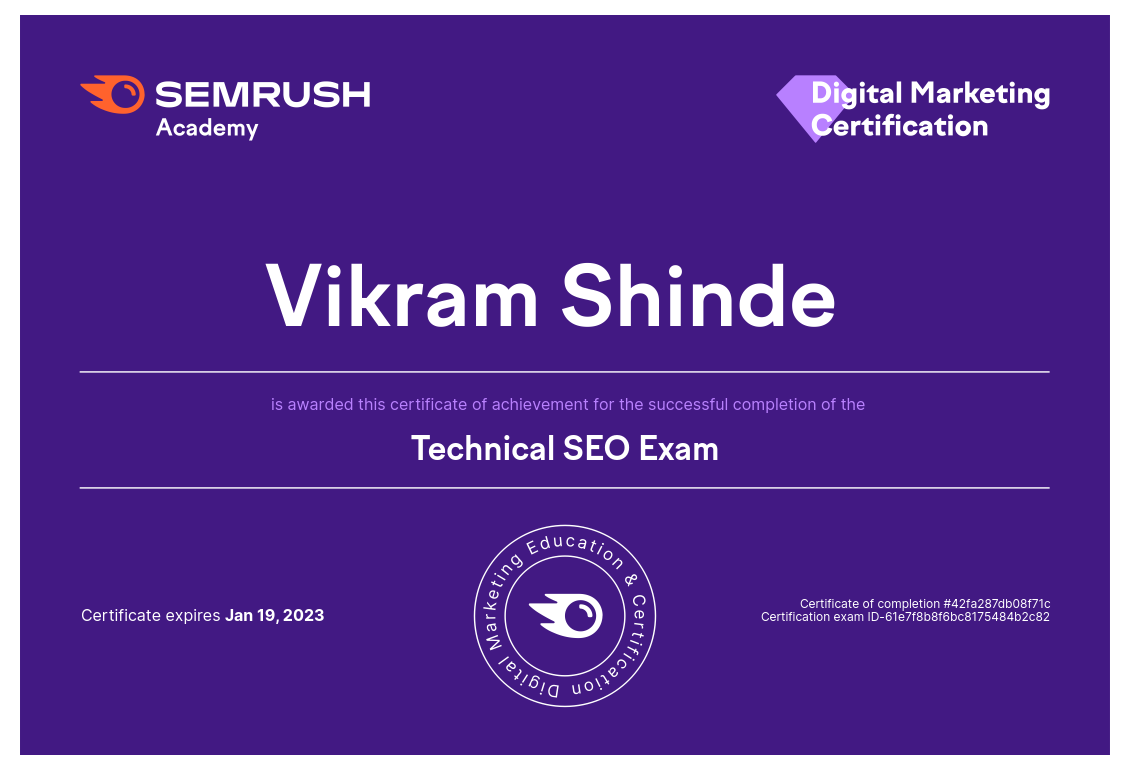 SEMRUSH
Academy
Digital Marketing
Certification
Vikram Shinde
is awarded this certificate of achievement for the successful completion of the
Technical SEO Exam
Certificate expires Jan 19, 2023
Digital Marketing Education & Certification
Certificate of completion #42fa287db08f71c
Certification exam ID-61e7f8b8f6bc8175484b2c82